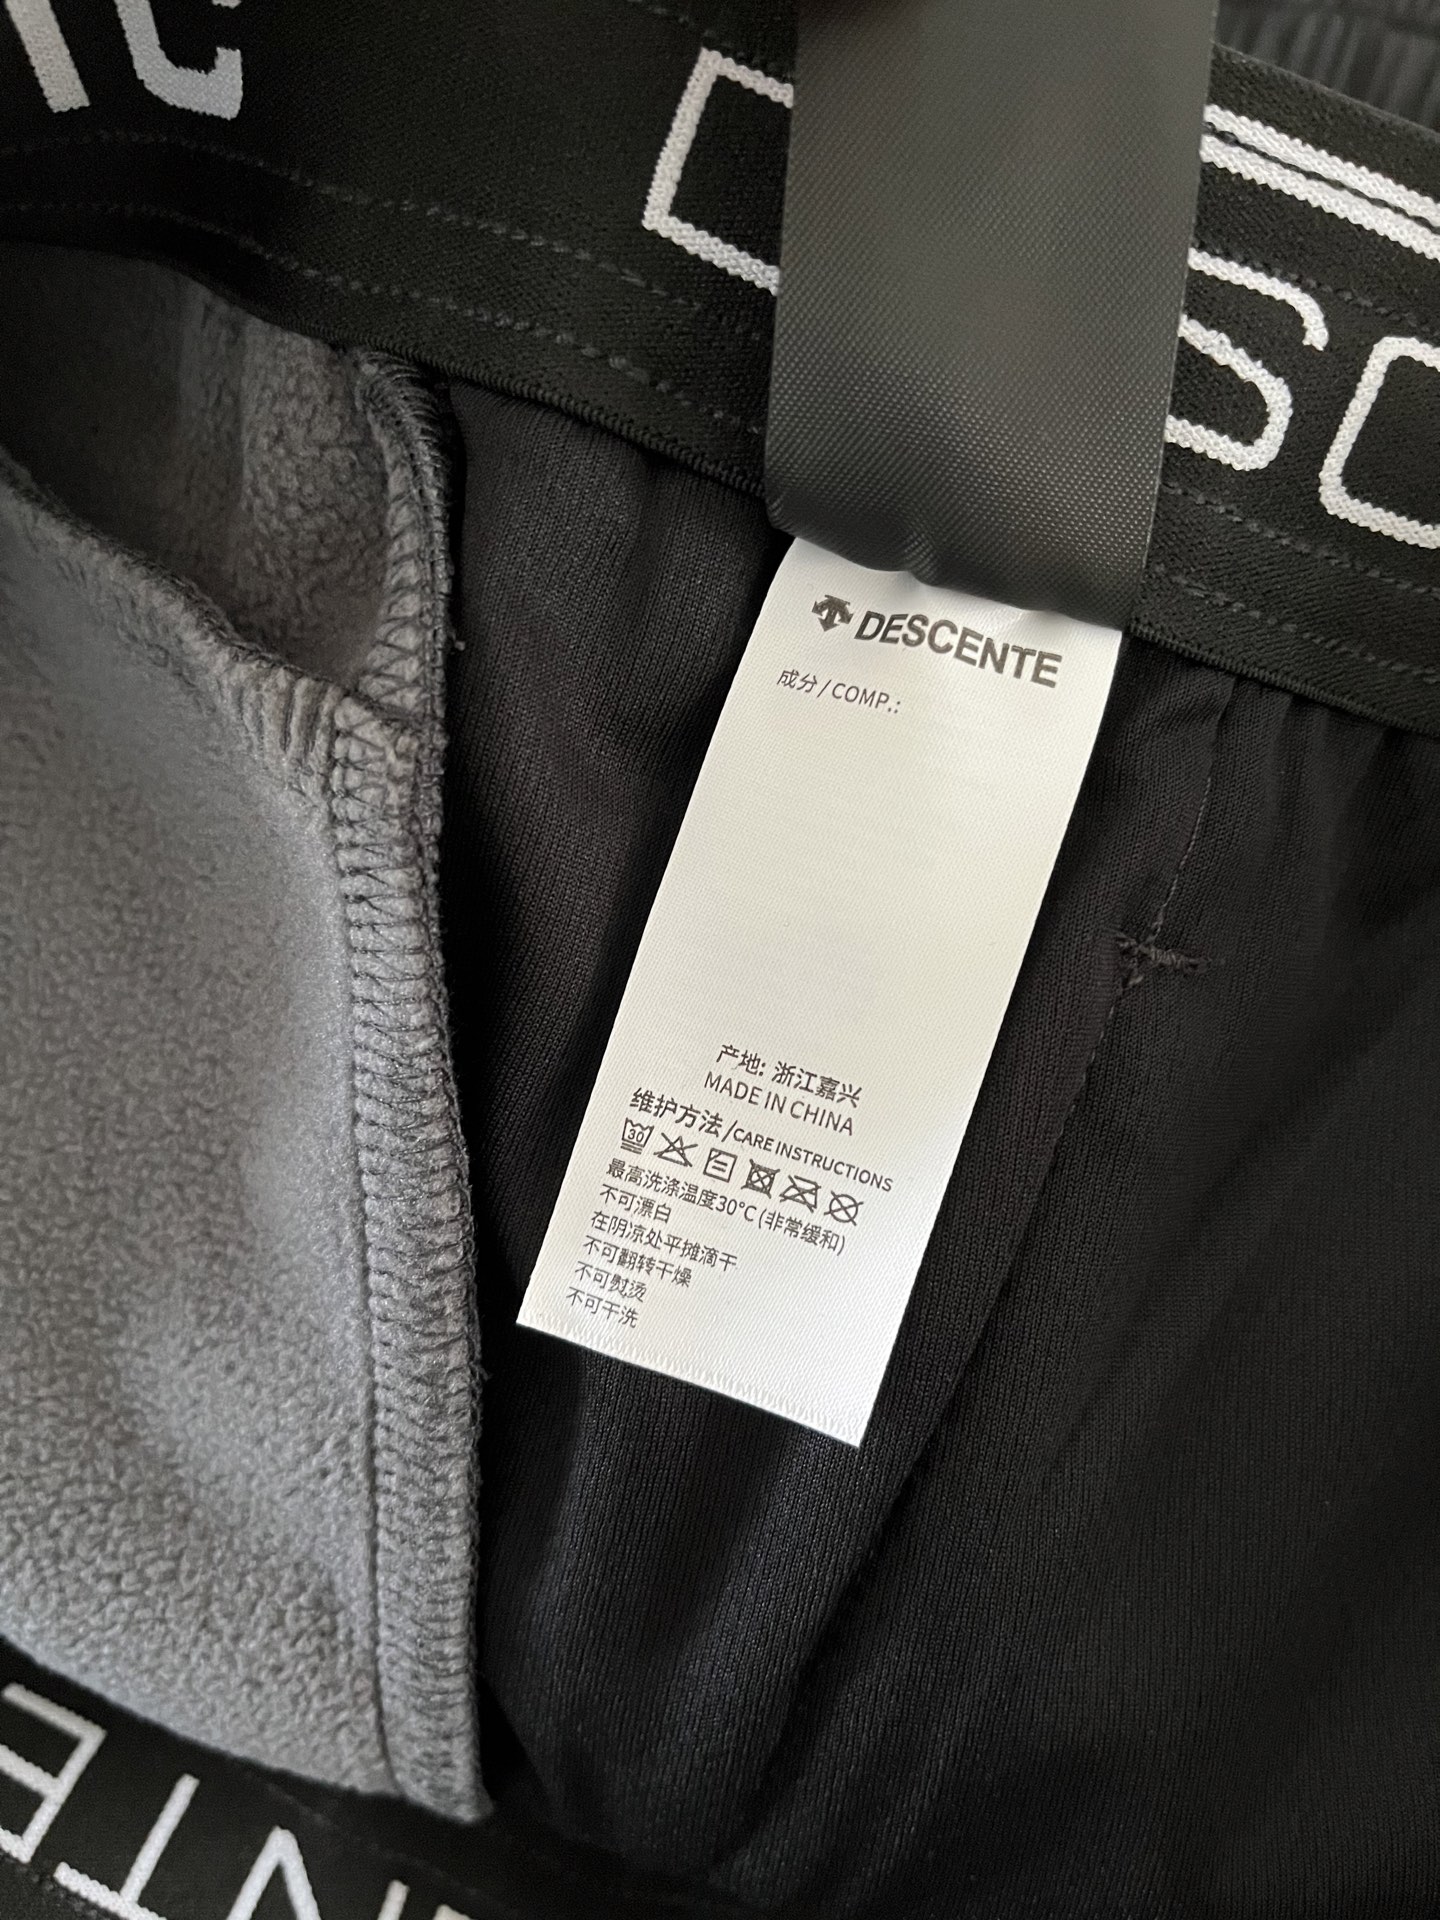 DESCENTE
成分/COMP.:
产地: 浙江嘉兴
MADE IN CHINA
维护方法/CARE INSTRUCTIONS
30
最高洗涤温度30℃(非常缓和)
不可漂白
在阴凉处平摊滴干
不可翻转干燥
不可熨烫
不可干洗